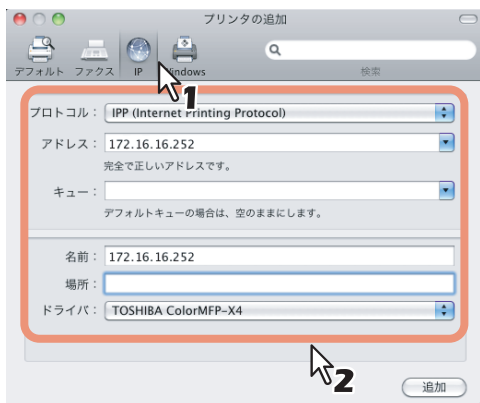 プリンタの追加
デフォルト ファクス IP Windows 検索
1
プロトコル： IPP (Internet Printing Protocol)
アドレス： 172.16.16.252
完全で正しいアドレスです。
キュー：
デフォルトキューの場合は、空のままにします。
名前： 172.16.16.252
場所：
ドライバ： TOSHIBA ColorMFP-X4
2
追加